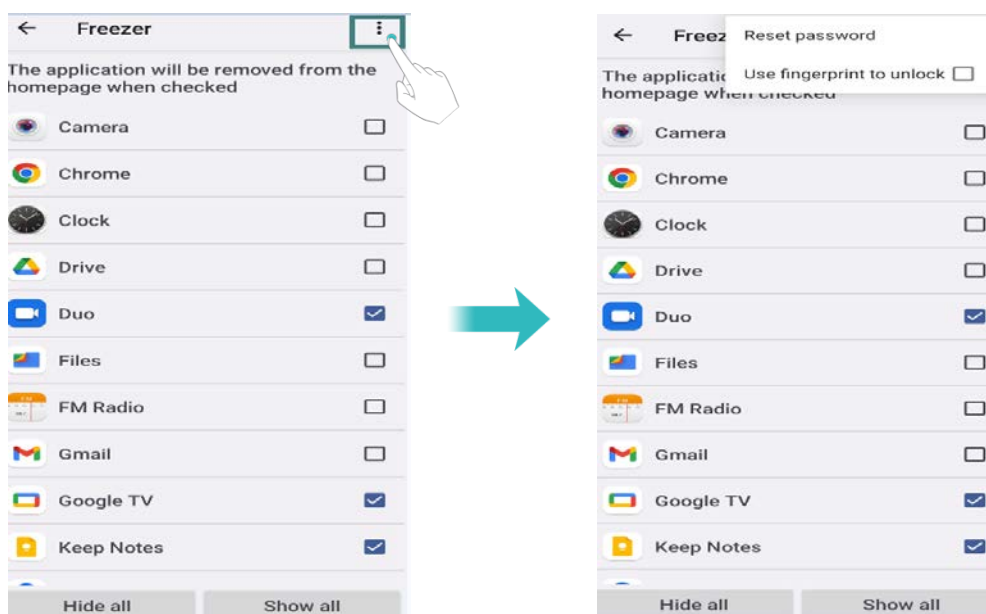 Freezer
The application will be removed from the
homepage when checked
Camera
Chrome
Clock
Drive
Duo
Files
FM Radio
Gmail
Google TV
Keep Notes
Hide all
Show all
Freez
Reset password
Use fingerprint to unlock
The applicatio
homepage when checked
Camera
Chrome
Clock
Drive
Duo
Files
FM Radio
Gmail
Google TV
Keep Notes
Hide all
Show all